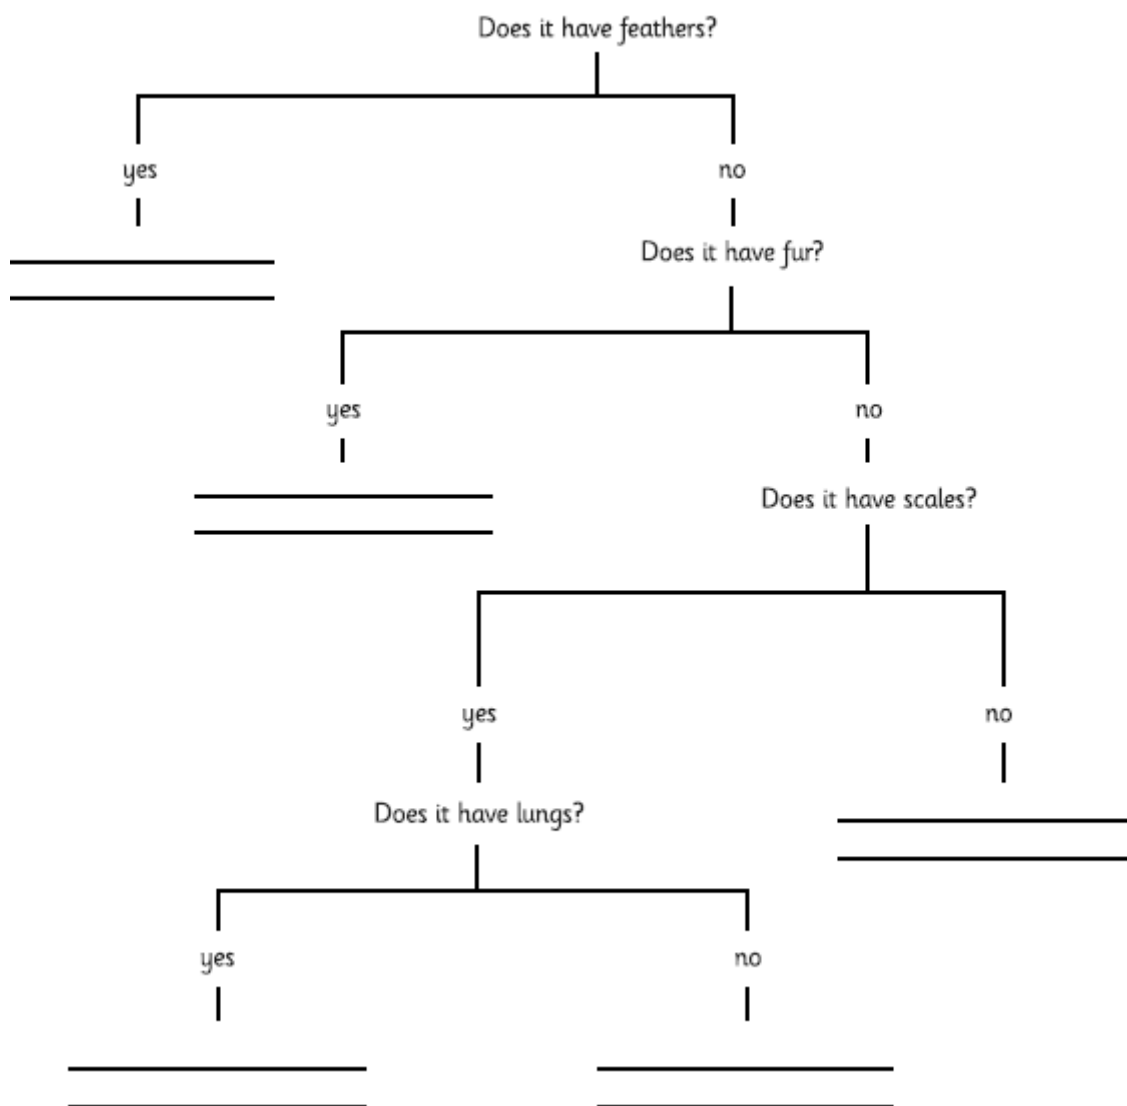 Does it have feathers?
yes
no
Does it have fur?
yes
no
Does it have scales?
yes
no
Does it have lungs?
yes
no